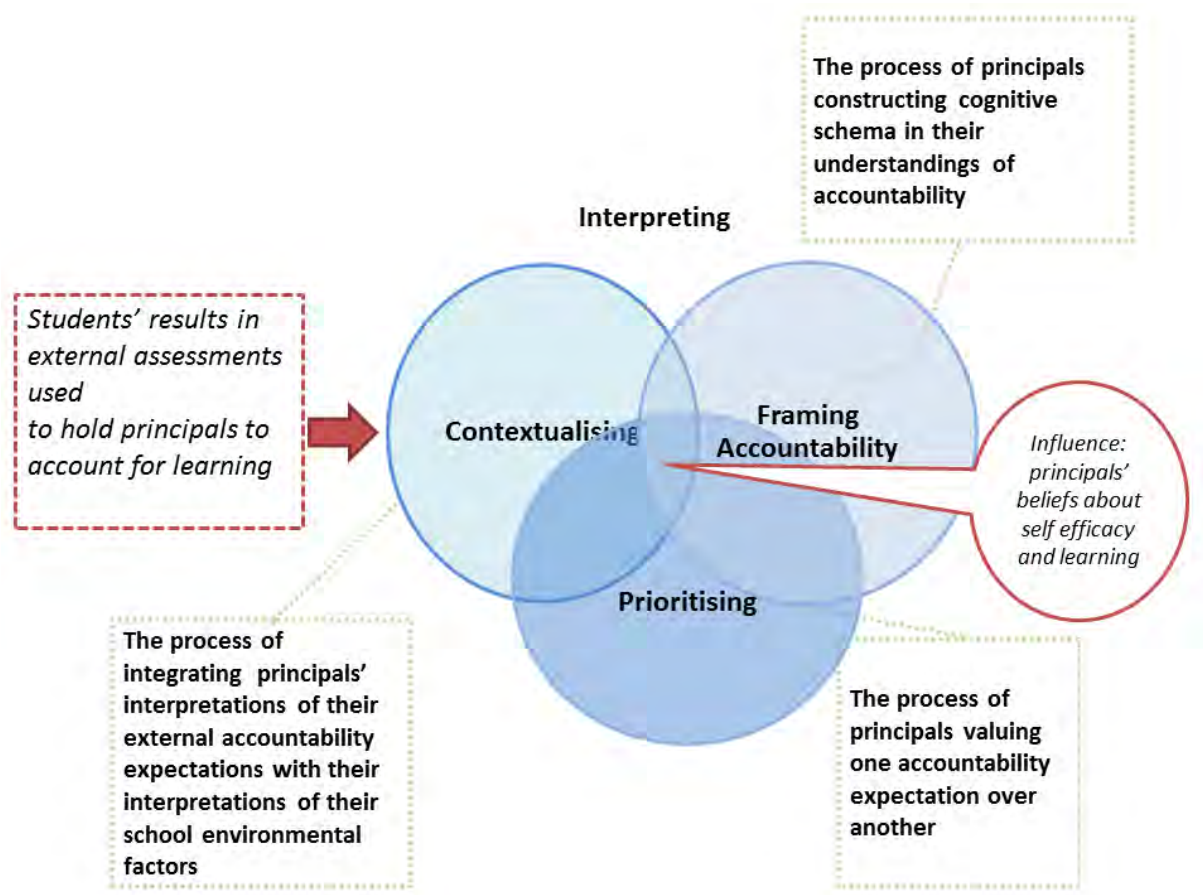 The process of principals
constructing cognitive
schema in their
understandings of
accountability
Interpreting
Students’ results in
external assessments
used
to hold principals to
account for learning
Contextualising
Framing
Accountability
Influence:
principals’
beliefs about
self efficacy
and learning
Prioritising
The process of
integrating principals’
interpretations of their
external accountability
expectations with their
interpretations of their
school environmental
factors
The process of
principals valuing
one accountability
expectation over
another